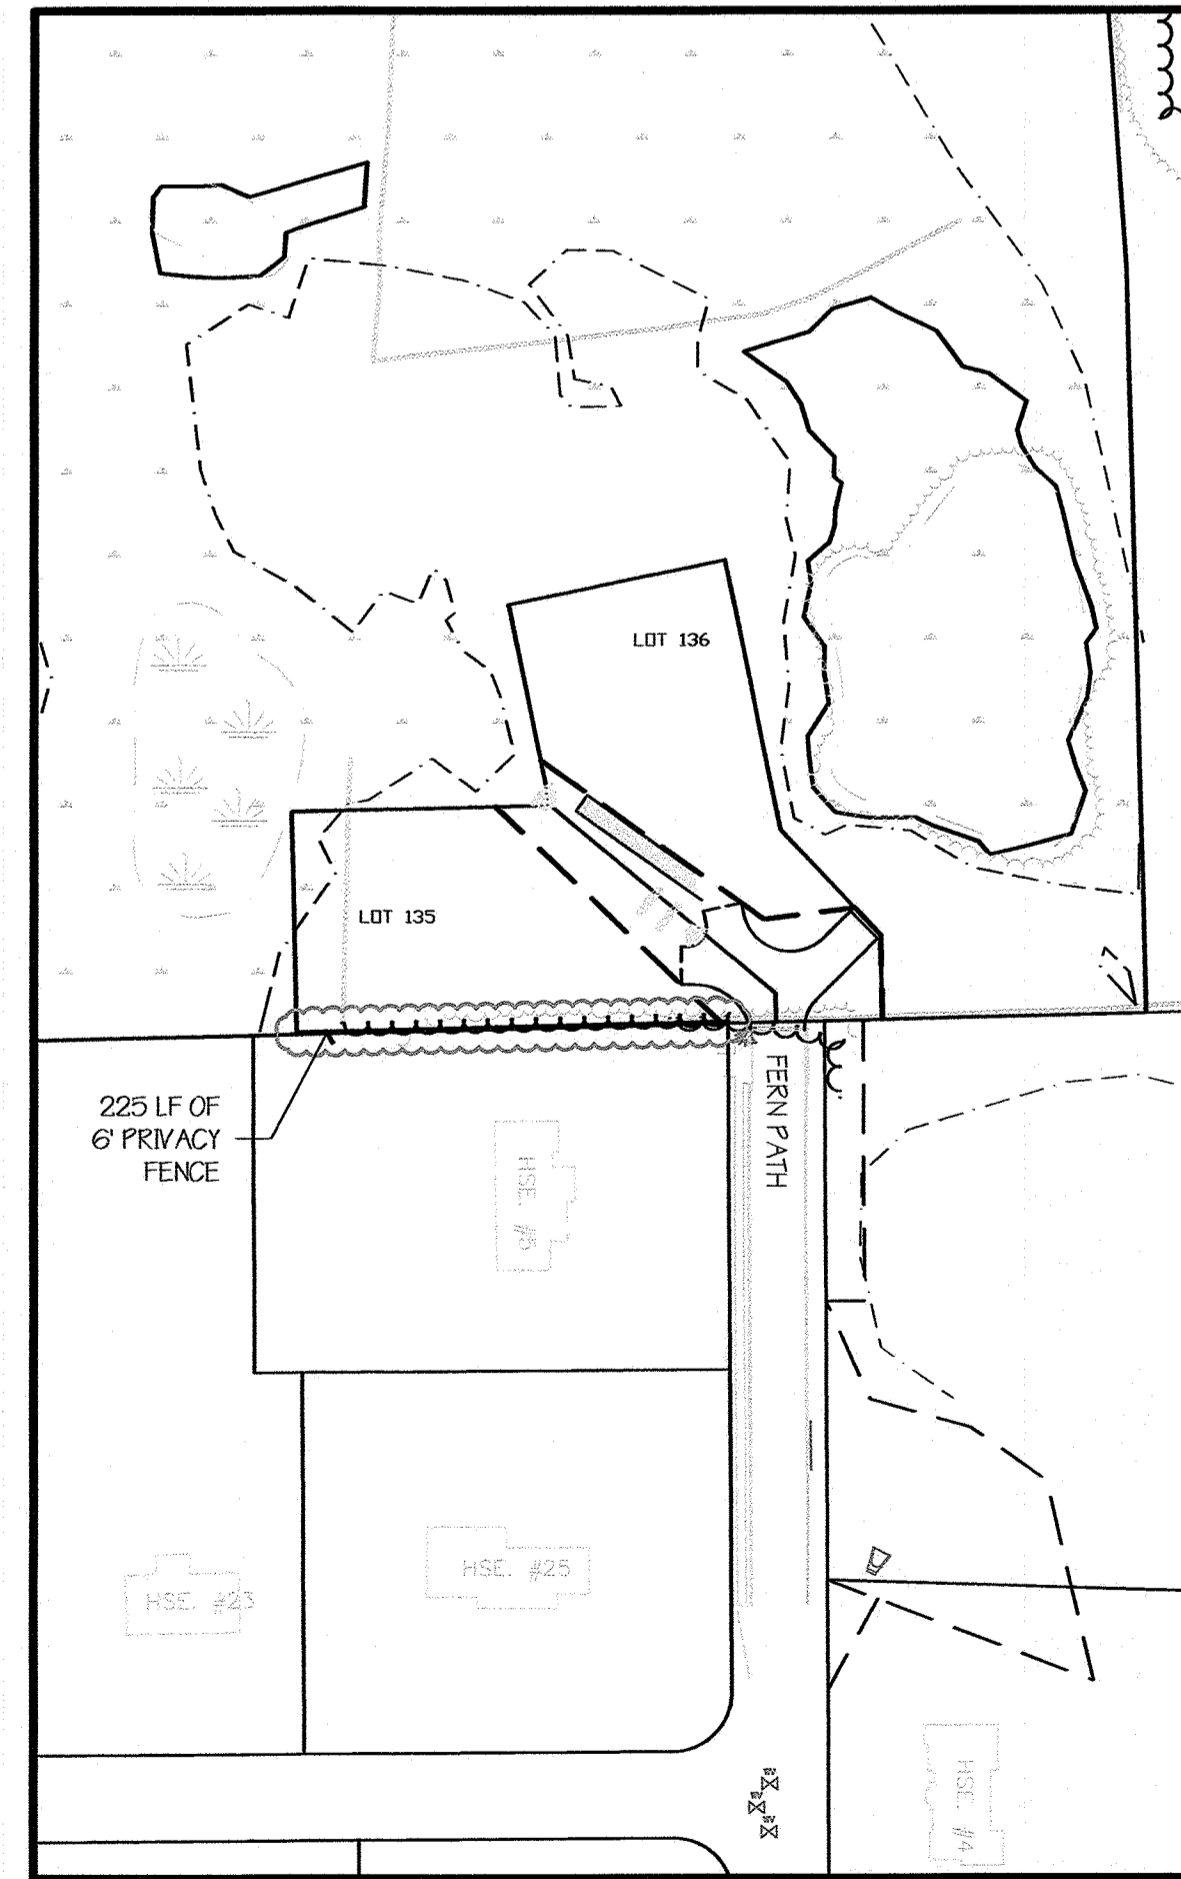 LOT 136
LOT 135
225 LF OF
6' PRIVACY
FENCE
FERN PATH
HSE. #6
HSE. #25
HSE. #23
HSE. #4